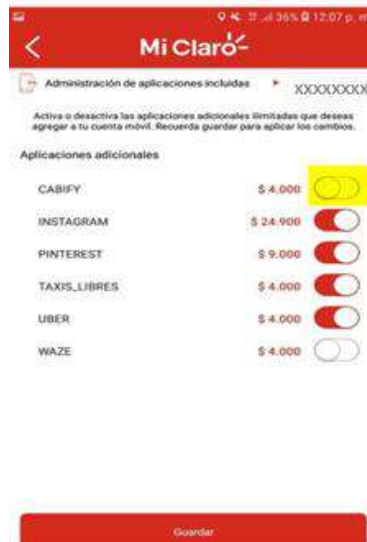 36% 12:07 p. m
Mi Claro
Administración de aplicaciones incluidas XXXXXXXX
Activa o desactiva las aplicaciones adicionales ilimitadas que deseas
agregar a tu cuenta móvil. Recuerda guardar para aplicar los cambios.
Aplicaciones adicionales
CABIFY $ 4.000
INSTAGRAM $ 24.900
PINTEREST $ 9.000
TAXIS_LIBRES $ 4.000
UBER $ 4.000
WAZE $ 4.000
Guardar